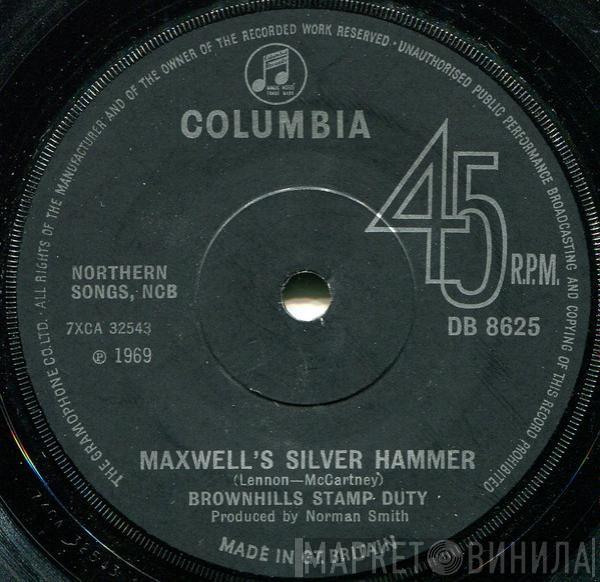 THE GRAMOPHONE CO. LTD. · ALL RIGHTS OF THE MANUFACTURER AND OF THE OWNER OF THE RECORDED WORK RESERVED · UNAUTHORISED PUBLIC PERFORMANCE BROADCASTING AND COPYING OF THIS RECORD PROHIBITED
COLUMBIA
45
R.P.M.
NORTHERN
SONGS, NCB
7XCA 32543
℗ 1969
DB 8625
MAXWELL'S SILVER HAMMER
(Lennon—McCartney)
BROWNHILLS STAMP DUTY
Produced by Norman Smith
MADE IN GT. BRITAIN
МАРКЕТ ВИНИЛА